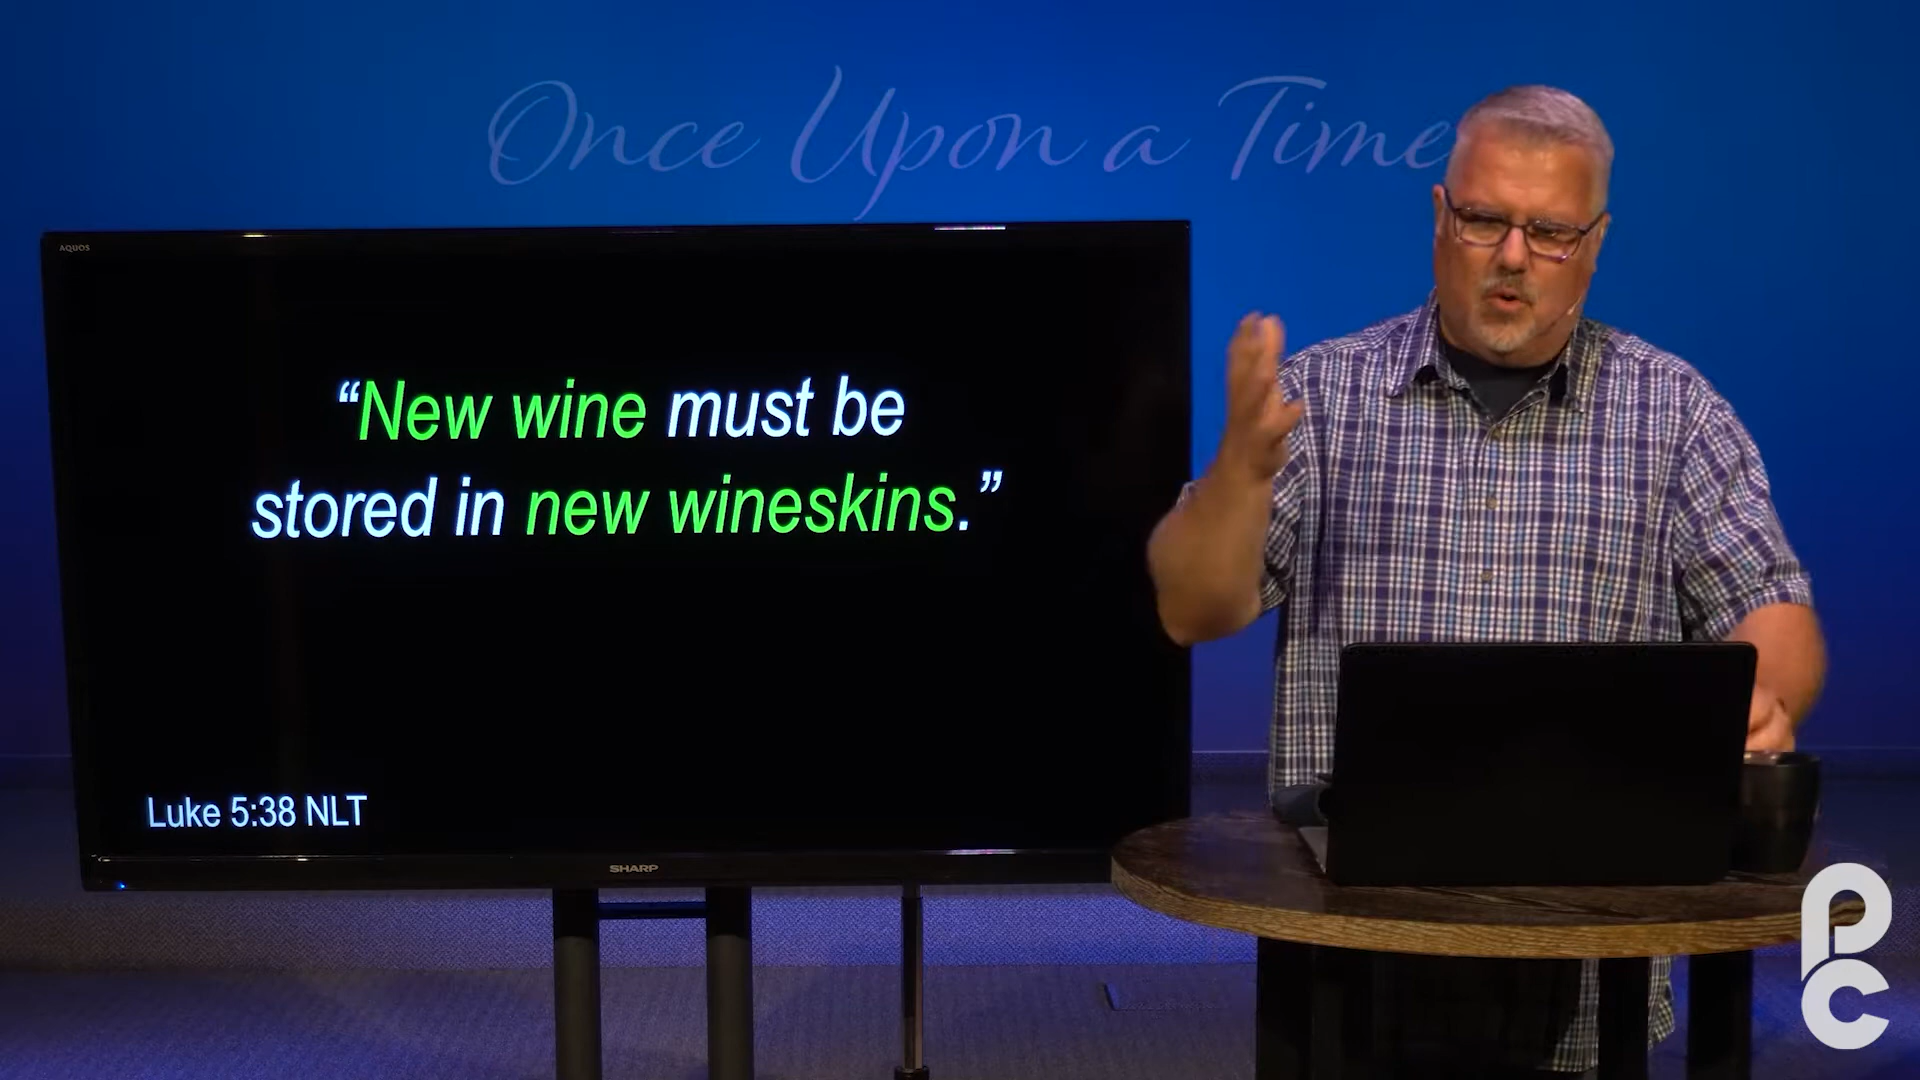 Once Upon a Time
AQUOS
“New wine must be
stored in new wineskins.”
Luke 5:38 NLT
SHARP
PC